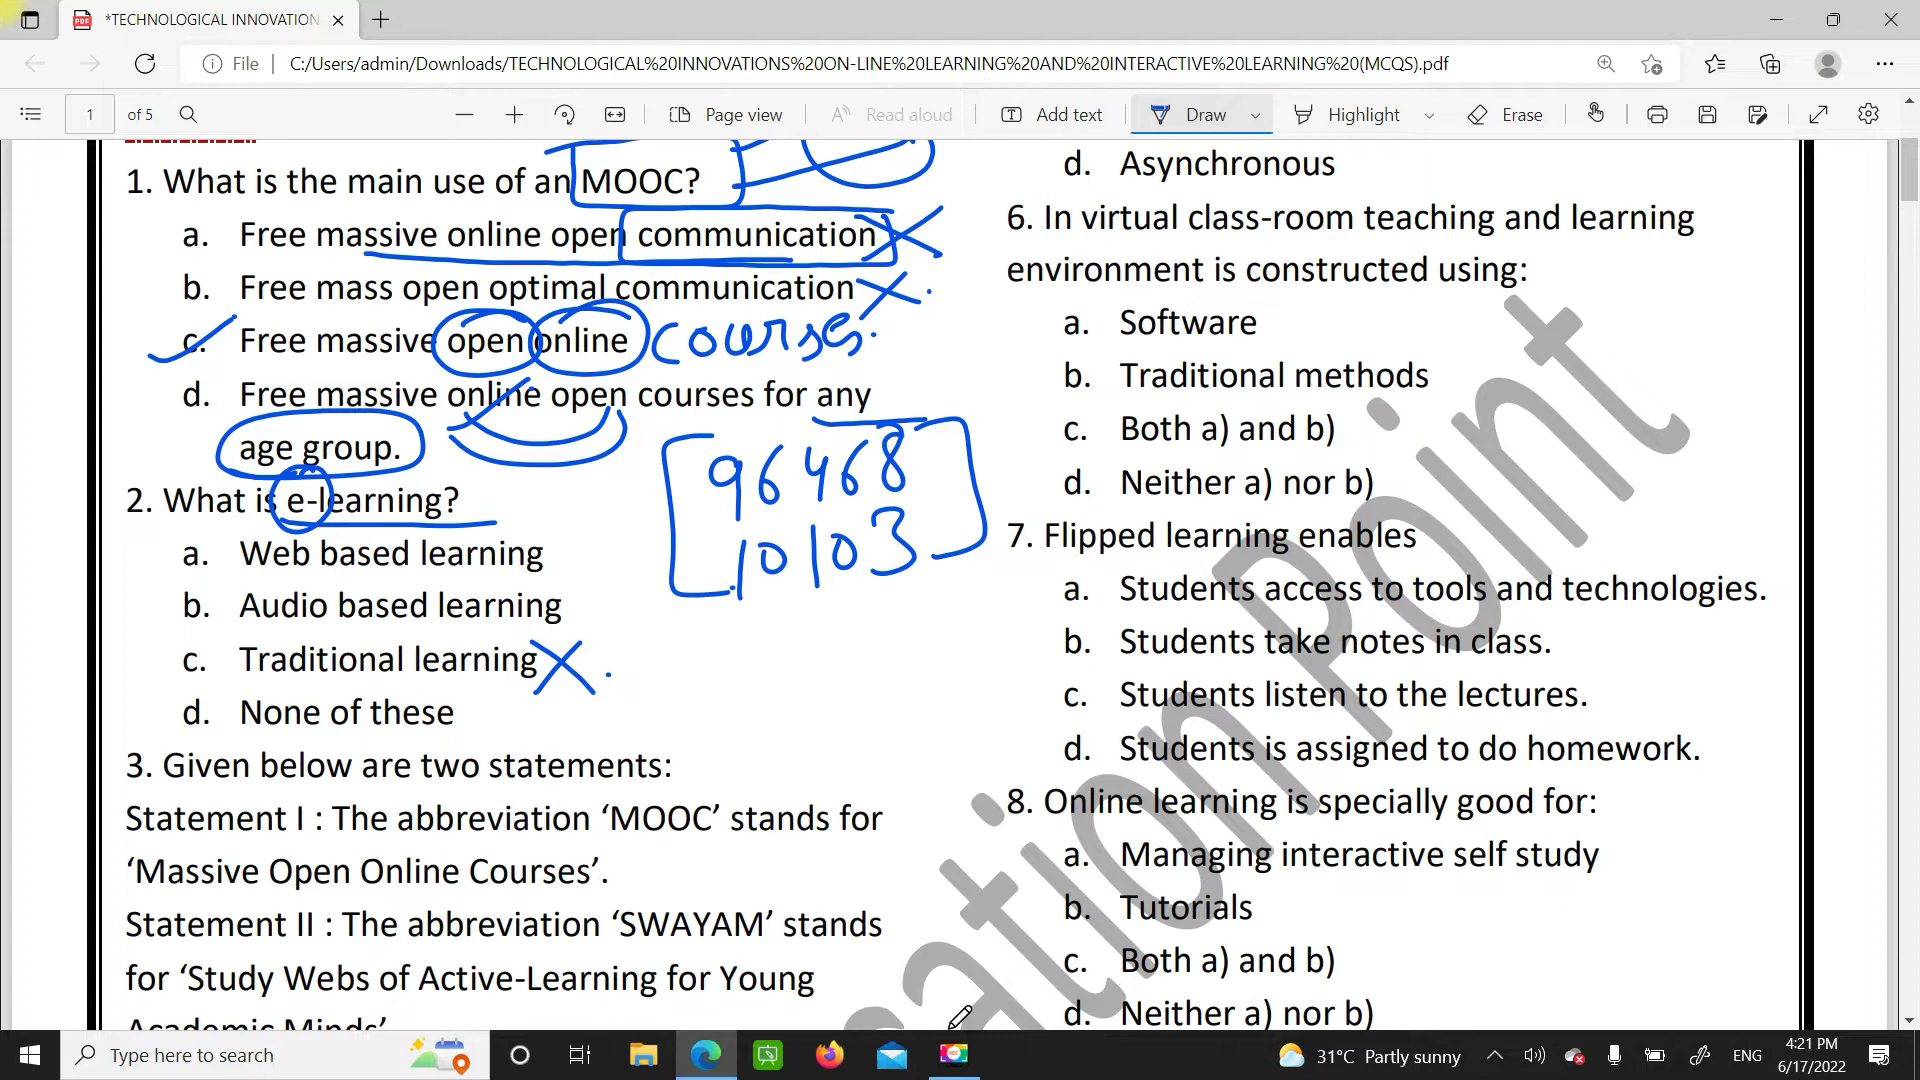 *TECHNOLOGICAL INNOVATION
File
C:/Users/admin/Downloads/TECHNOLOGICAL%20INNOVATIONS%20ON-LINE%20LEARNING%20AND%20INTERACTIVE%20LEARNING%20(MCQS).pdf
1 of 5
Page view
Read aloud
Add text
Draw
Highlight
Erase
1. What is the main use of an MOOC?
a. Free massive online open communication
b. Free mass open optimal communication
c. Free massive open online courses.
d. Free massive online open courses for any
age group.
96468
10103
2. What is e-learning?
a. Web based learning
b. Audio based learning
c. Traditional learning
d. None of these
3. Given below are two statements:
Statement I : The abbreviation ‘MOOC’ stands for
‘Massive Open Online Courses’.
Statement II : The abbreviation ‘SWAYAM’ stands
for ‘Study Webs of Active-Learning for Young
Academic Minds’
d. Asynchronous
6. In virtual class-room teaching and learning
environment is constructed using:
a. Software
b. Traditional methods
c. Both a) and b)
d. Neither a) nor b)
7. Flipped learning enables
a. Students access to tools and technologies.
b. Students take notes in class.
c. Students listen to the lectures.
d. Students is assigned to do homework.
8. Online learning is specially good for:
a. Managing interactive self study
b. Tutorials
c. Both a) and b)
d. Neither a) nor b)
ation Point
Type here to search
31°C Partly sunny
ENG
4:21 PM
6/17/2022